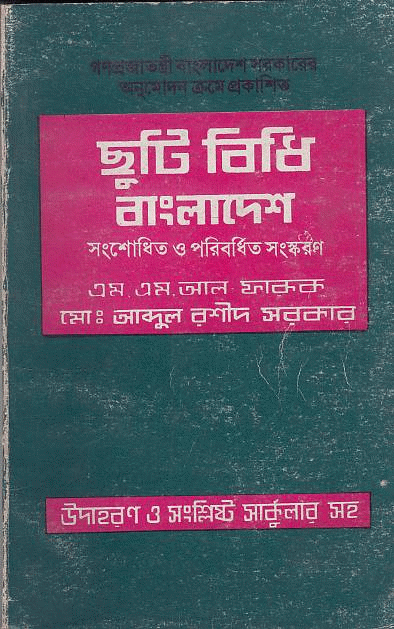 গণপ্রজাতন্ত্রী বাংলাদেশ সরকারের
অনুমোদন ক্রমে প্রকাশিত
ছুটি বিধি
বাংলাদেশ
সংশোধিত ও পরিবর্ধিত সংস্করণ
এম. এম. আল ফারুক
মোঃ আব্দুল রশীদ সরকার
উদাহরণ ও সংশ্লিষ্ট সার্কুলার সহ